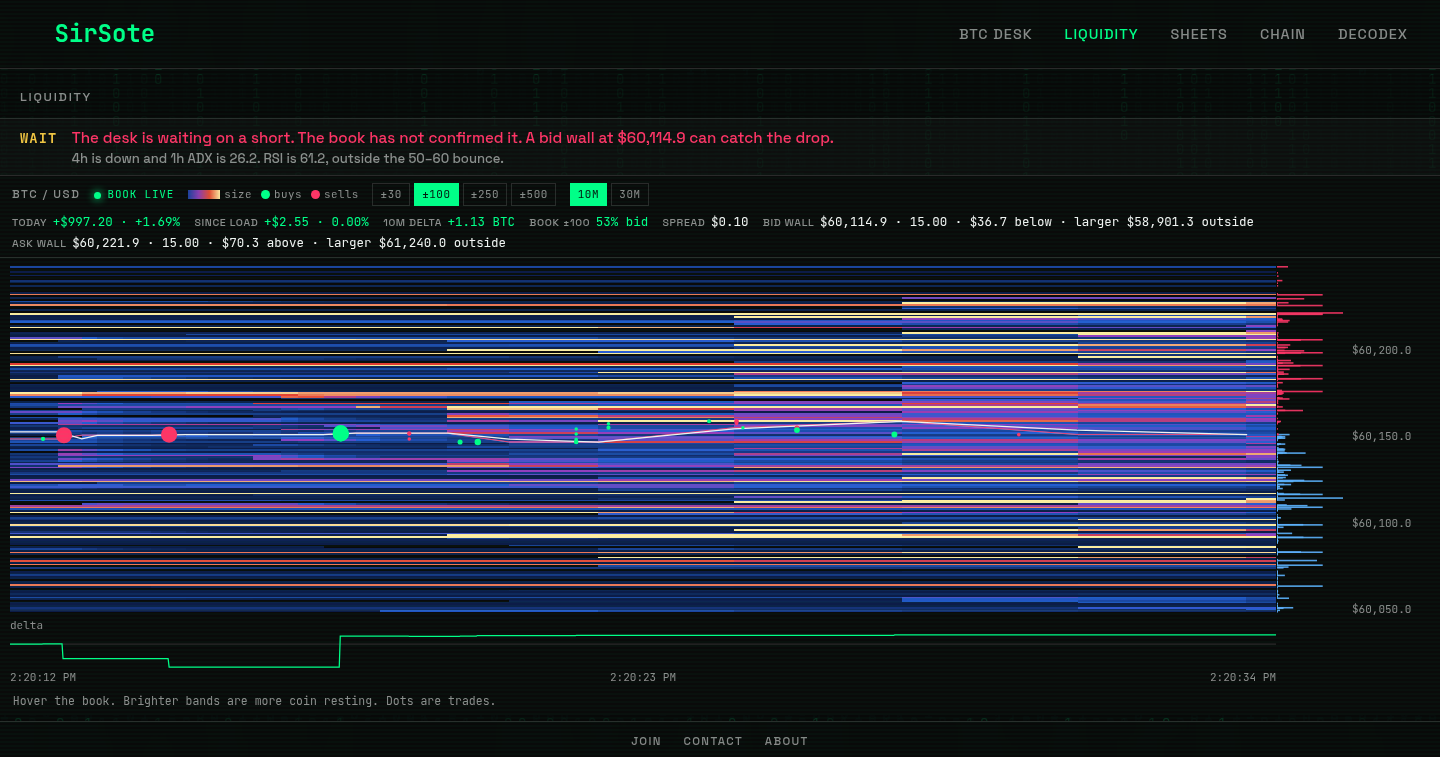 SirSote
BTC DESK LIQUIDITY SHEETS CHAIN DECODEX
LIQUIDITY
WAIT The desk is waiting on a short. The book has not confirmed it. A bid wall at $60,114.9 can catch the drop.
4h is down and 1h ADX is 26.2. RSI is 61.2, outside the 50–60 bounce.
BTC / USD BOOK LIVE size buys sells ±30 ±100 ±250 ±500 10M 30M
TODAY +$997.20 · +1.69% SINCE LOAD +$2.55 · 0.00% 10M DELTA +1.13 BTC BOOK ±100 53% bid SPREAD $0.10 BID WALL $60,114.9 · 15.00 · $36.7 below · larger $58,901.3 outside
ASK WALL $60,221.9 · 15.00 · $70.3 above · larger $61,240.0 outside
$60,200.0
$60,150.0
$60,100.0
$60,050.0
delta
2:20:12 PM 2:20:23 PM 2:20:34 PM
Hover the book. Brighter bands are more coin resting. Dots are trades.
JOIN CONTACT ABOUT